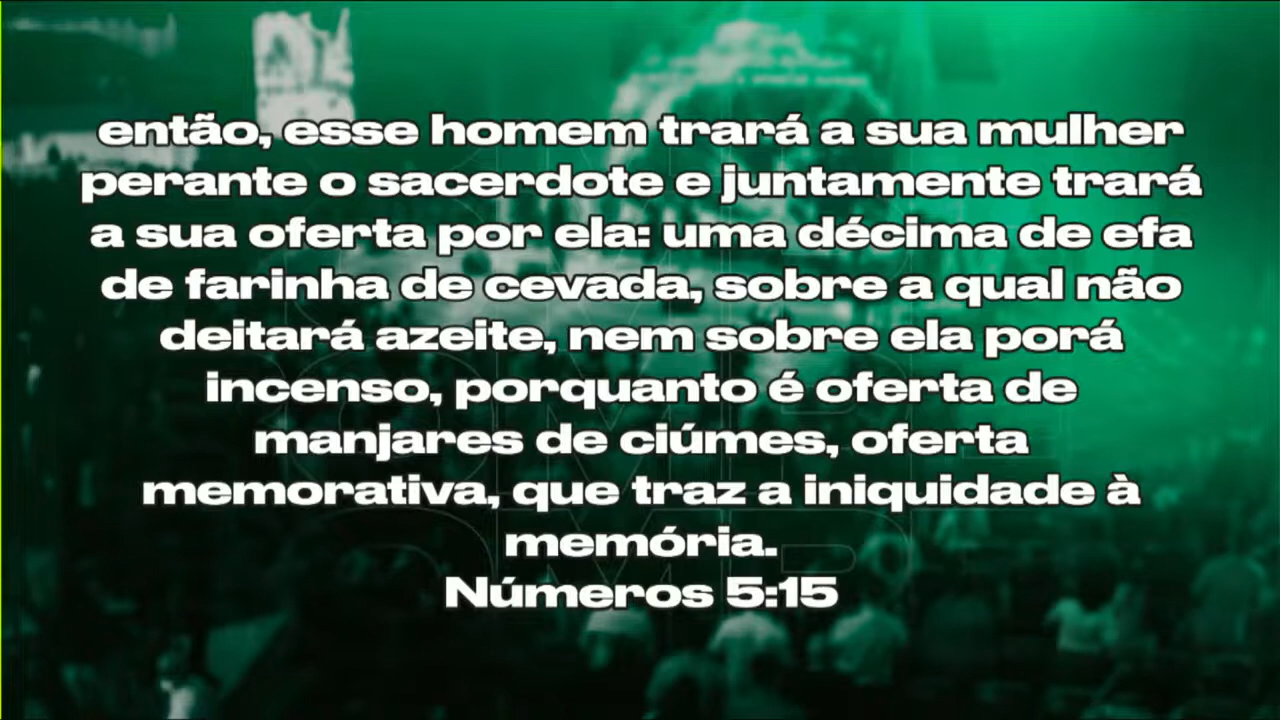 então, esse homem trará a sua mulher
perante o sacerdote e juntamente trará
a sua oferta por ela: uma décima de efa
de farinha de cevada, sobre a qual não
deitará azeite, nem sobre ela porá
incenso, porquanto é oferta de
manjares de ciúmes, oferta
memorativa, que traz a iniquidade à
memória.
Números 5:15